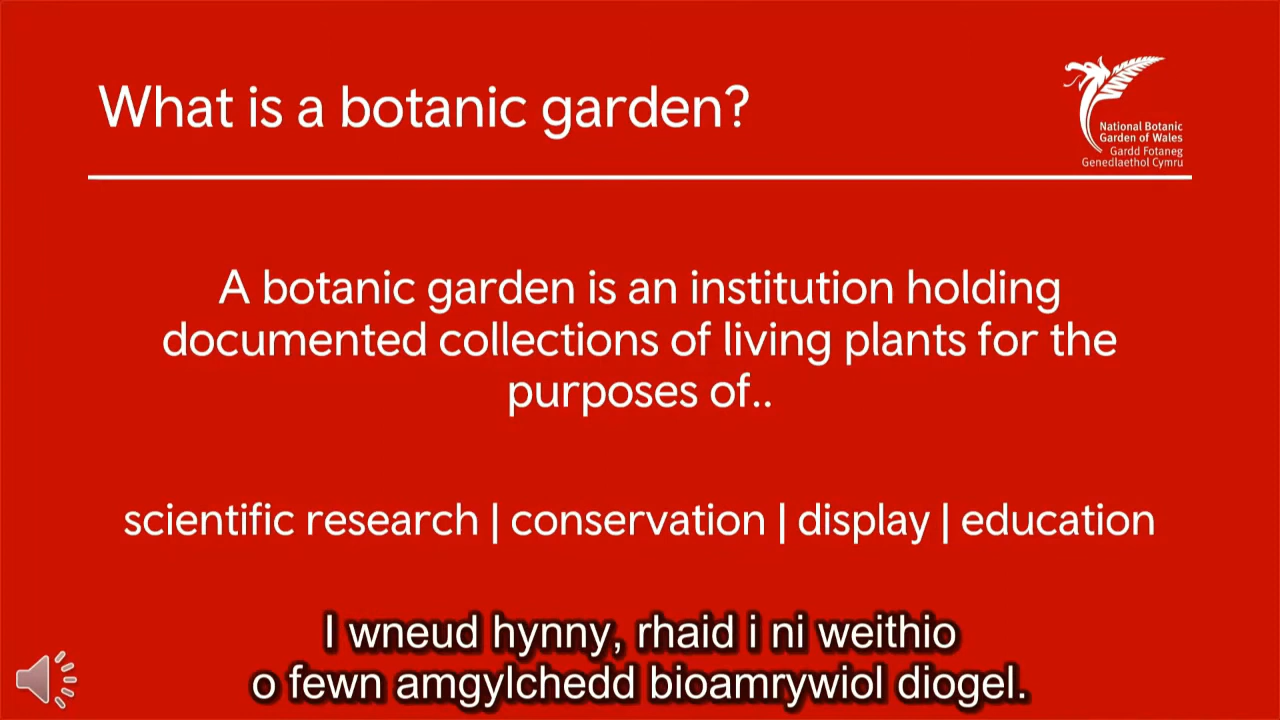 What is a botanic garden?
National Botanic
Garden of Wales
Gardd Fotaneg
Genedlaethol Cymru
A botanic garden is an institution holding
documented collections of living plants for the
purposes of..
scientific research | conservation | display | education
I wneud hynny, rhaid i ni weithio
o fewn amgylchedd bioamrywiol diogel.